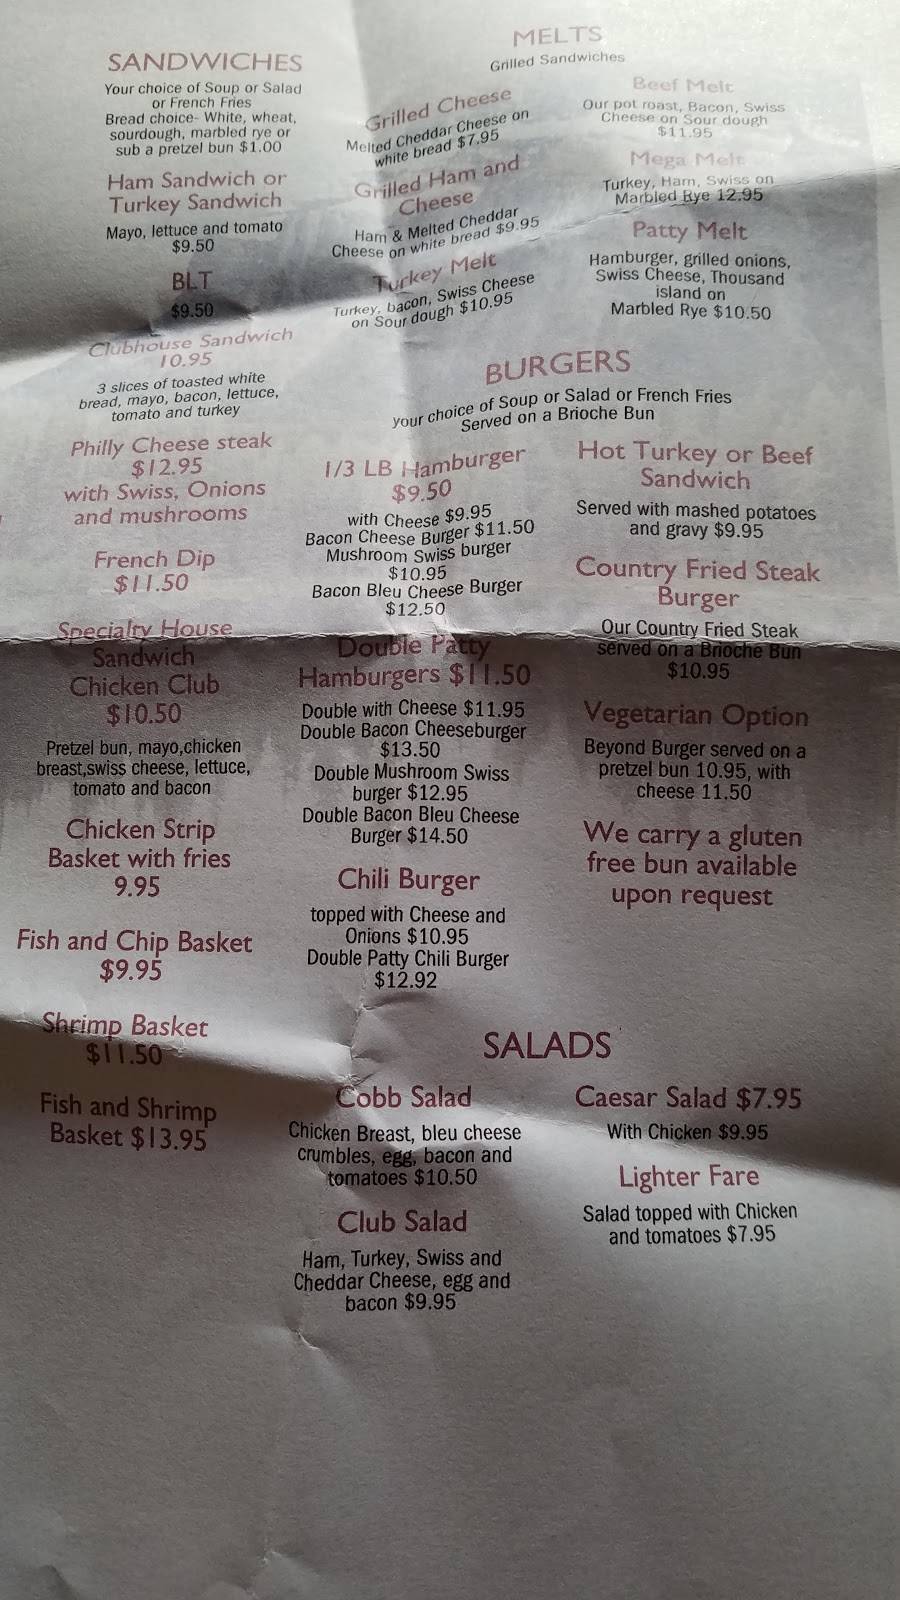 SANDWICHES
Your choice of Soup or Salad
or French Fries
Bread choice- White, wheat,
sourdough, marbled rye or
sub a pretzel bun $1.00
Ham Sandwich or
Turkey Sandwich
Mayo, lettuce and tomato
$9.50
BLT
$9.50
Clubhouse Sandwich
10.95
3 slices of toasted white
bread, mayo, bacon, lettuce,
tomato and turkey
Philly Cheese steak
$12.95
with Swiss, Onions
and mushrooms
French Dip
$11.50
Specialty House
Sandwich
Chicken Club
$10.50
Pretzel bun, mayo,chicken
breast,swiss cheese, lettuce,
tomato and bacon
Chicken Strip
Basket with fries
9.95
Fish and Chip Basket
$9.95
Shrimp Basket
$11.50
Fish and Shrimp
Basket $13.95
MELTS
Grilled Sandwiches
Grilled Cheese
Melted Cheddar Cheese on
white bread $7.95
Grilled Ham and
Cheese
Ham & Melted Cheddar
Cheese on white bread $9.95
Turkey Melt
Turkey, bacon, Swiss Cheese
on Sour dough $10.95
Beef Melt
Our pot roast, Bacon, Swiss
Cheese on Sour dough
$11.95
Mega Melt
Turkey, Ham, Swiss on
Marbled Rye 12.95
Patty Melt
Hamburger, grilled onions,
Swiss Cheese, Thousand
island on
Marbled Rye $10.50
BURGERS
your choice of Soup or Salad or French Fries
Served on a Brioche Bun
1/3 LB Hamburger
$9.50
with Cheese $9.95
Bacon Cheese Burger $11.50
Mushroom Swiss burger
$10.95
Bacon Bleu Cheese Burger
$12.50
Double Patty
Hamburgers $11.50
Double with Cheese $11.95
Double Bacon Cheeseburger
$13.50
Double Mushroom Swiss
burger $12.95
Double Bacon Bleu Cheese
Burger $14.50
Chili Burger
topped with Cheese and
Onions $10.95
Double Patty Chili Burger
$12.92
Hot Turkey or Beef
Sandwich
Served with mashed potatoes
and gravy $9.95
Country Fried Steak
Burger
Our Country Fried Steak
served on a Brioche Bun
$10.95
Vegetarian Option
Beyond Burger served on a
pretzel bun 10.95, with
cheese 11.50
We carry a gluten
free bun available
upon request
SALADS
Cobb Salad
Chicken Breast, bleu cheese
crumbles, egg, bacon and
tomatoes $10.50
Club Salad
Ham, Turkey, Swiss and
Cheddar Cheese, egg and
bacon $9.95
Caesar Salad $7.95
With Chicken $9.95
Lighter Fare
Salad topped with Chicken
and tomatoes $7.95